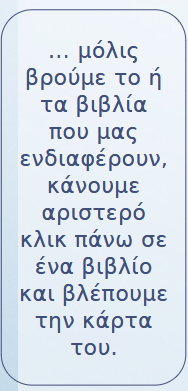 ... μόλις
βρούμε το ή
τα βιβλία
που μας
ενδιαφέρουν,
κάνουμε
αριστερό
κλικ πάνω σε
ένα βιβλίο
και βλέπουμε
την κάρτα
του.